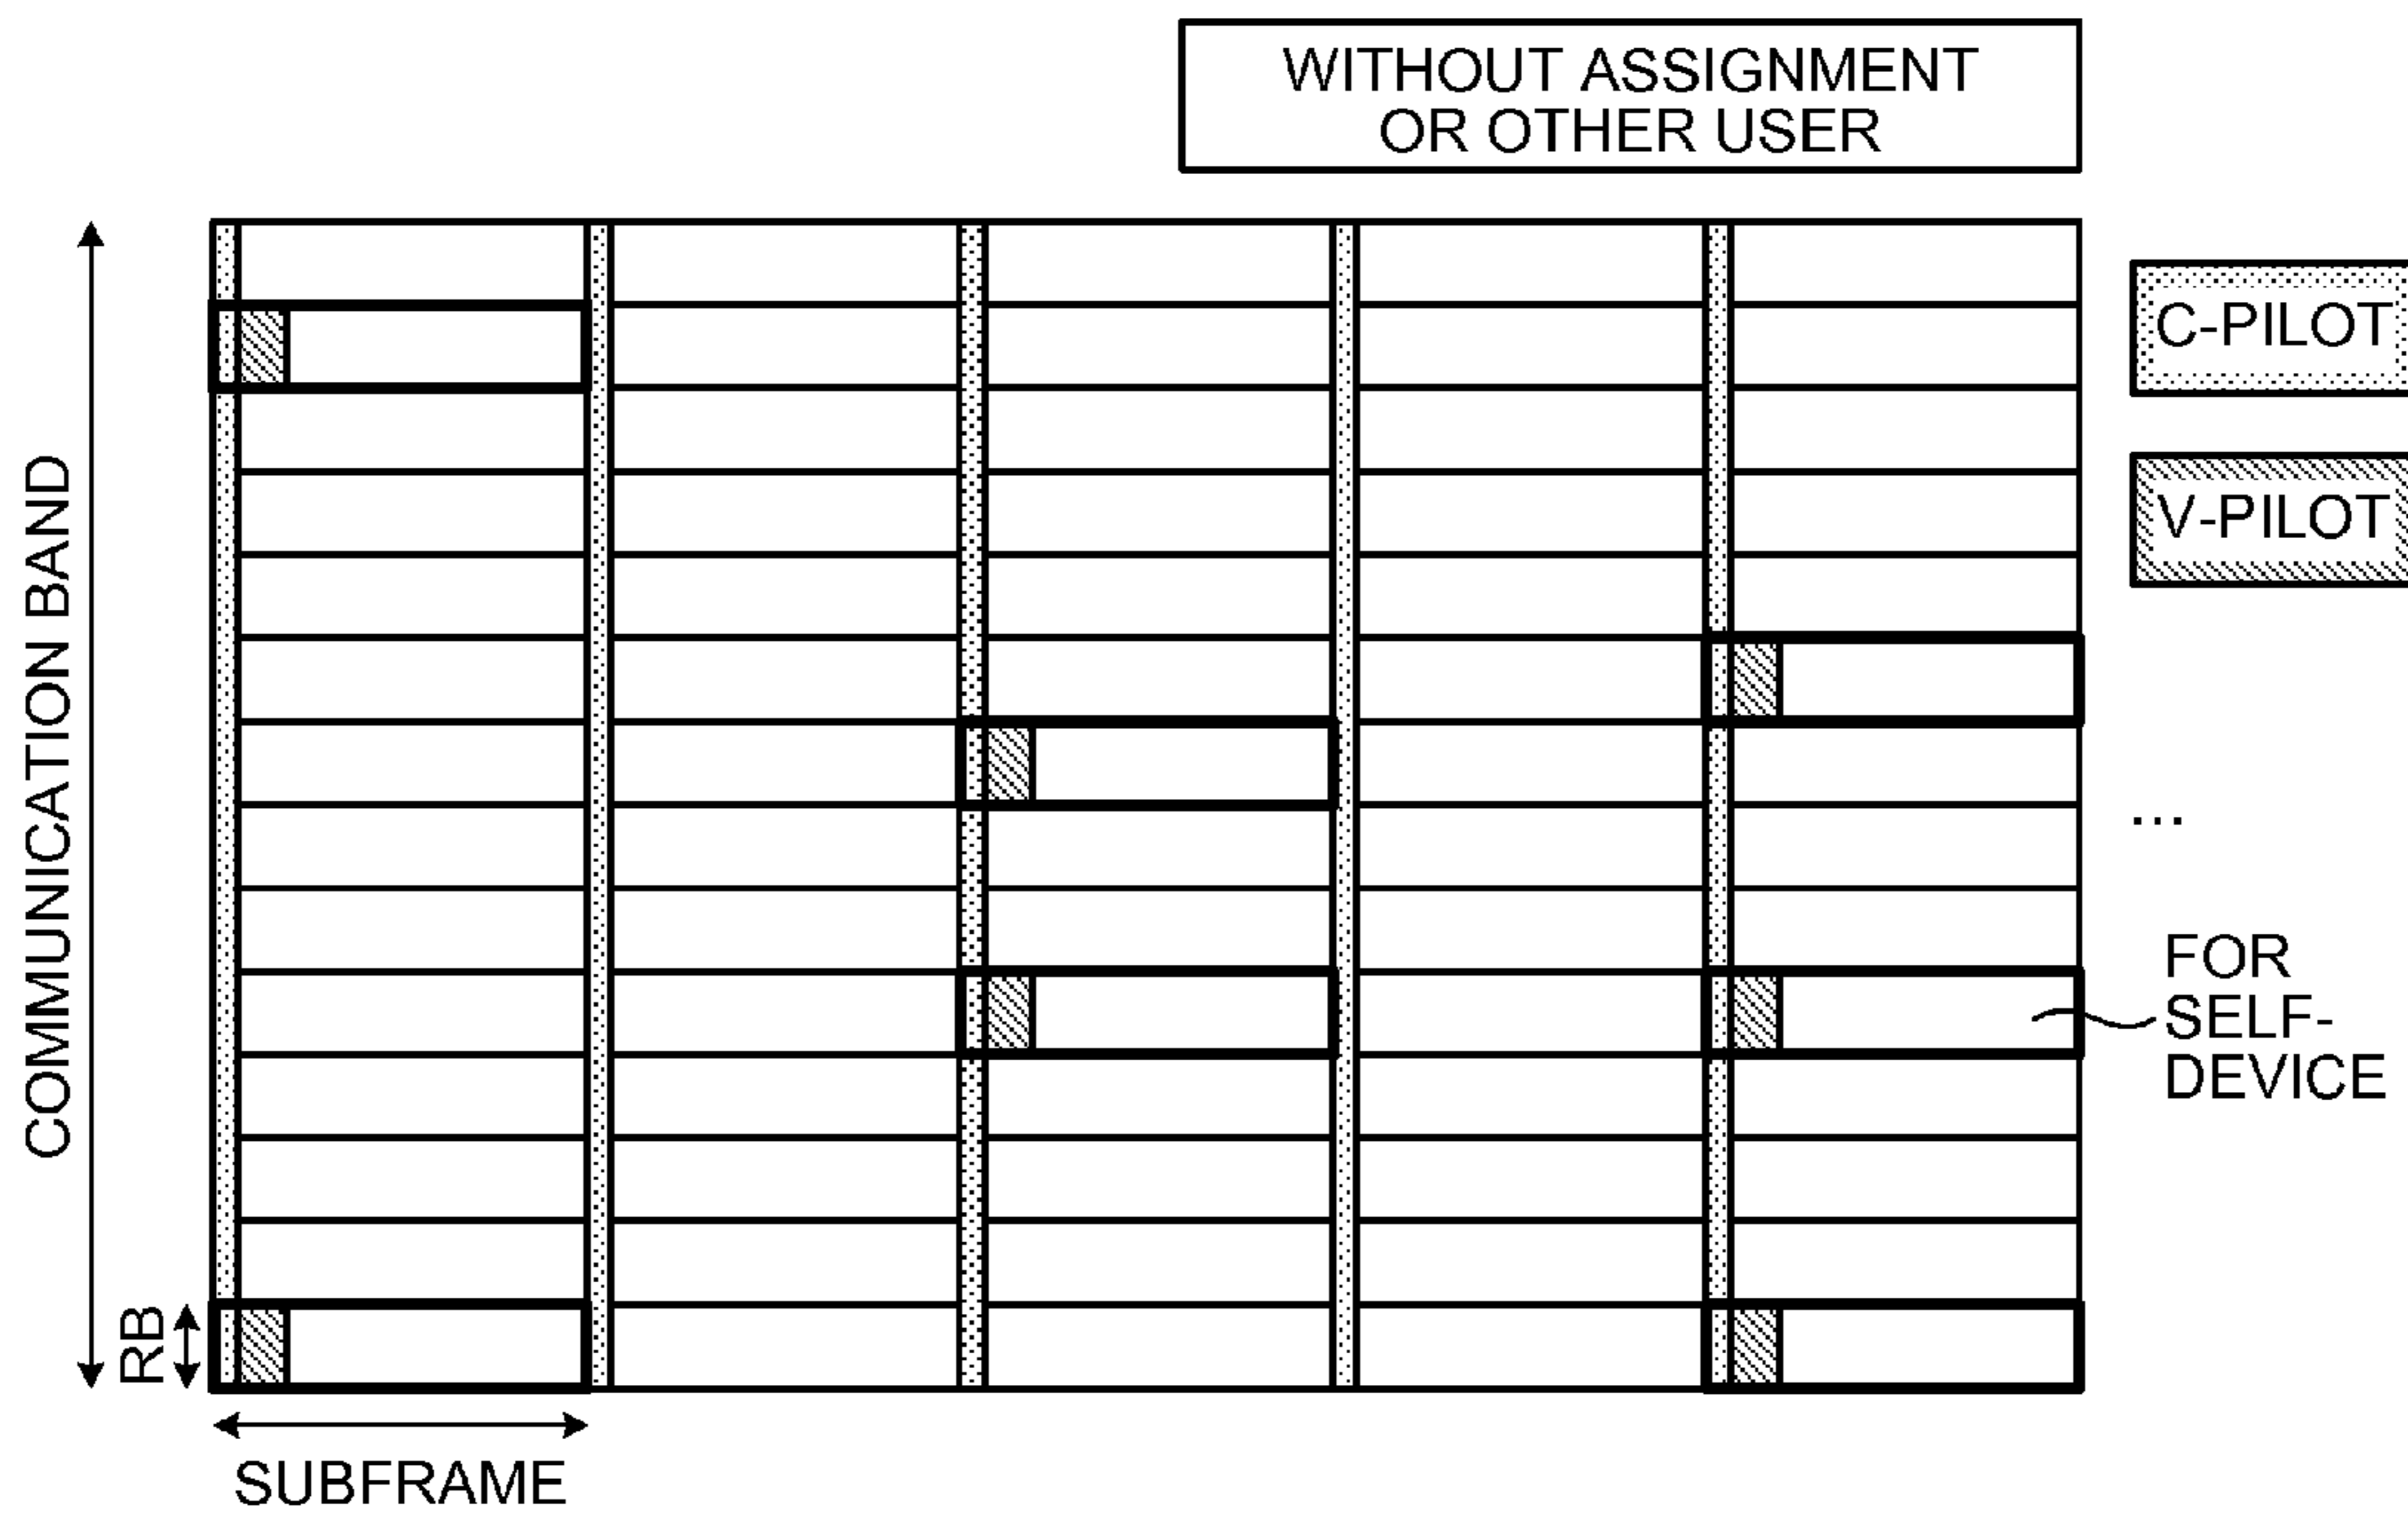 WITHOUT ASSIGNMENT
OR OTHER USER
C-PILOT
V-PILOT
COMMUNICATION BAND
...
FOR
SELF-
DEVICE
RB
SUBFRAME